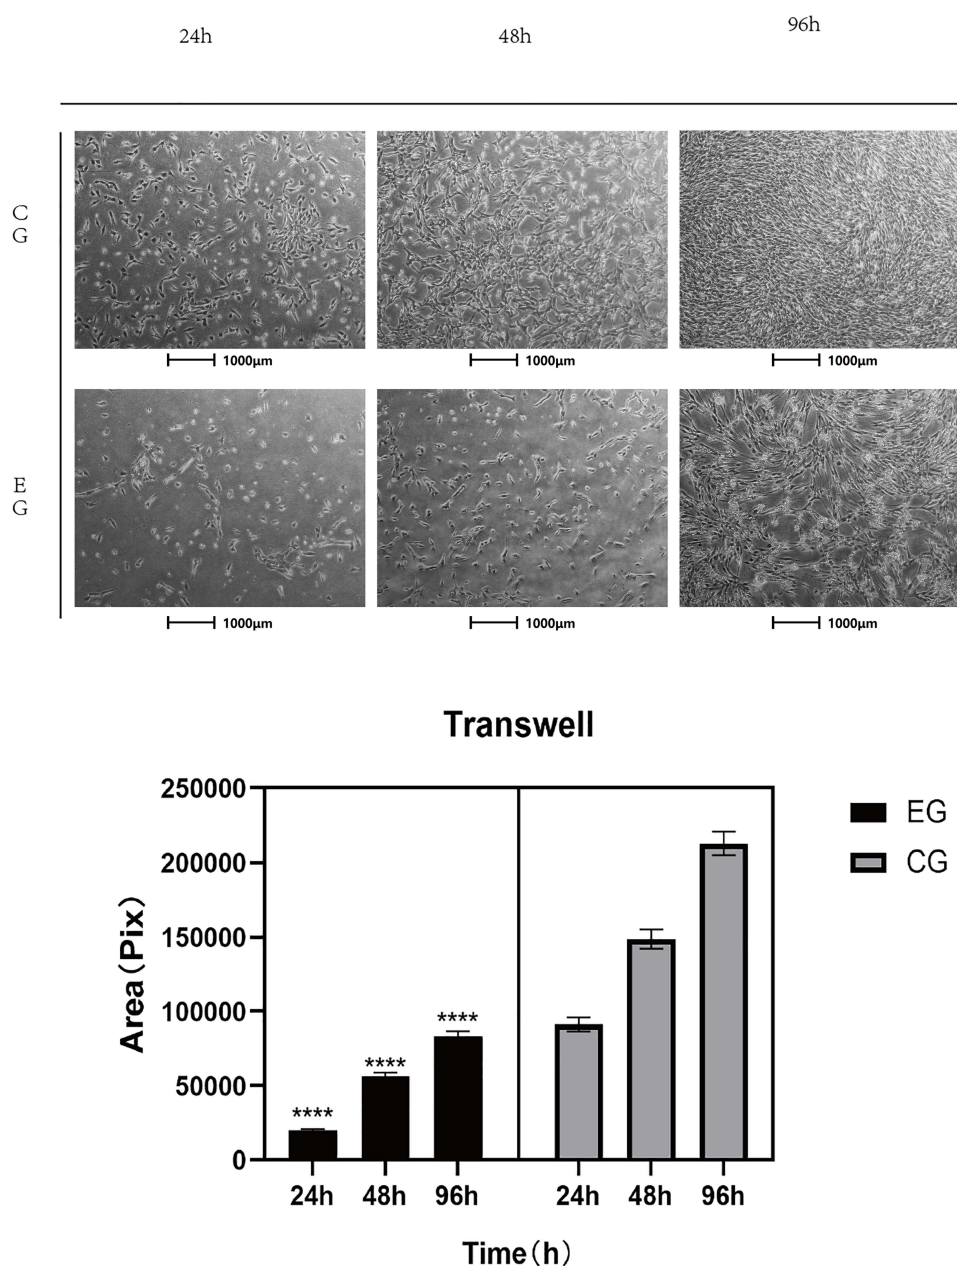 24h
48h
96h
C
G
1000µm
1000µm
1000µm
E
G
1000µm
1000µm
1000µm
Transwell
250000
200000
150000
100000
50000
0
Area(Pix)
****
****
****
24h
48h
96h
24h
48h
96h
Time(h)
EG
CG